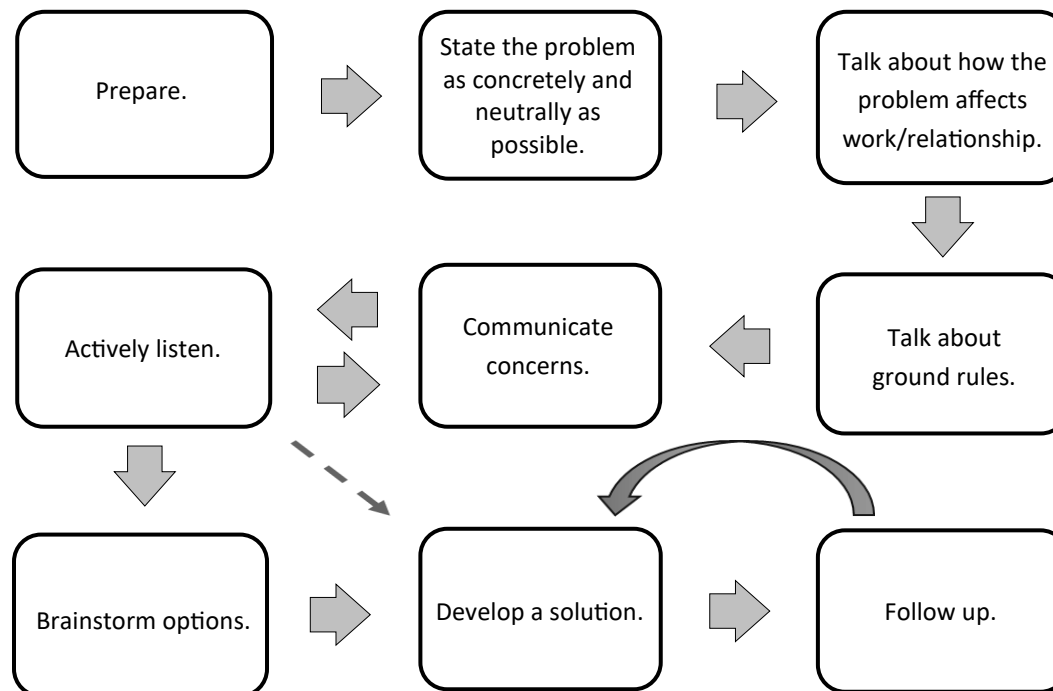 Prepare.
State the problem
as concretely and
neutrally as
possible.
Talk about how the
problem affects
work/relationship.
Talk about
ground rules.
Communicate
concerns.
Actively listen.
Brainstorm options.
Develop a solution.
Follow up.